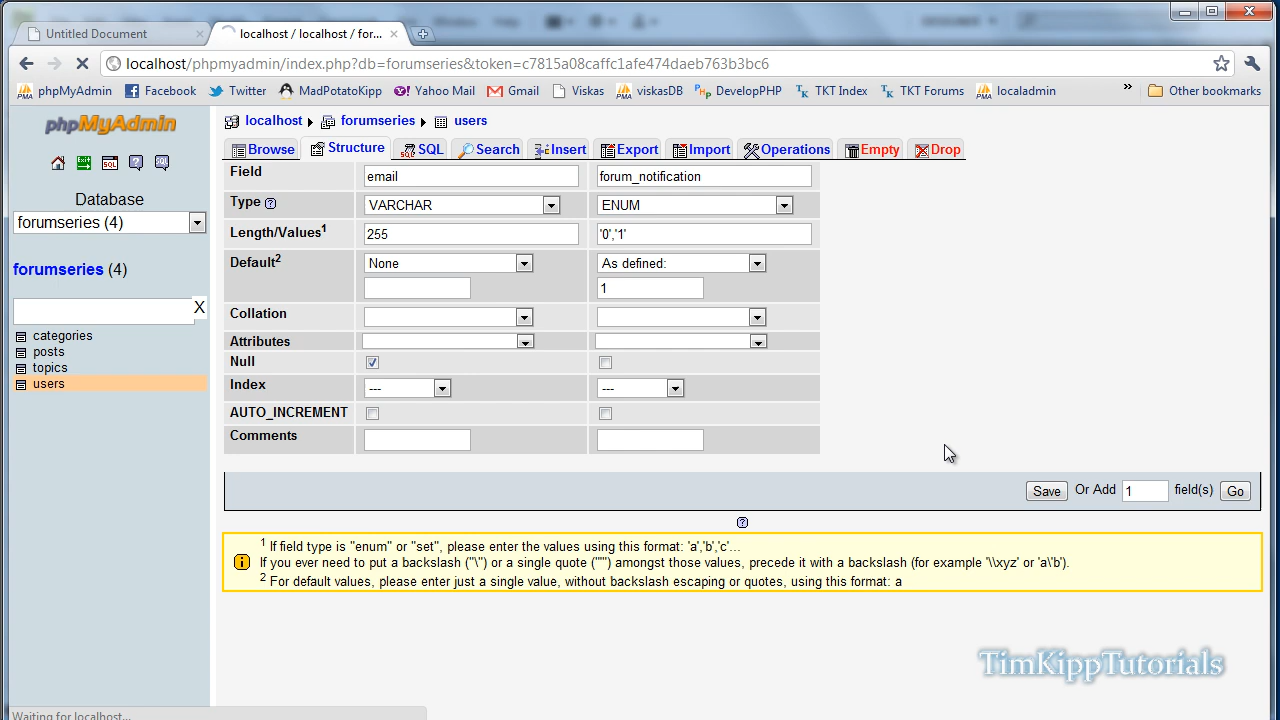 Untitled Document
localhost / localhost / for...
localhost/phpmyadmin/index.php?db=forumseries&token=c7815a08caffc1afe474daeb763b3bc6
phpMyAdmin Facebook Twitter MadPotatoKipp Yahoo Mail Gmail Viskas viskasDB DevelopPHP TKT Index TKT Forums localadmin » Other bookmarks
phpMyAdmin
Database
forumseries (4)
forumseries (4)
X
categories
posts
topics
users
localhost forumseries users
Browse Structure SQL Search Insert Export Import Operations Empty Drop
Field email forum_notification
Type VARCHAR ENUM
Length/Values1 255 '0','1'
Default2 None As defined:
1
Collation
Attributes
Null
Index --- ---
AUTO_INCREMENT
Comments
Save Or Add 1 field(s) Go
1 If field type is "enum" or "set", please enter the values using this format: 'a','b','c'...
If you ever need to put a backslash ("\") or a single quote ("'") amongst those values, precede it with a backslash (for example '\\xyz' or 'a\'b').
2 For default values, please enter just a single value, without backslash escaping or quotes, using this format: a
TimKippTutorials
Waiting for localhost...